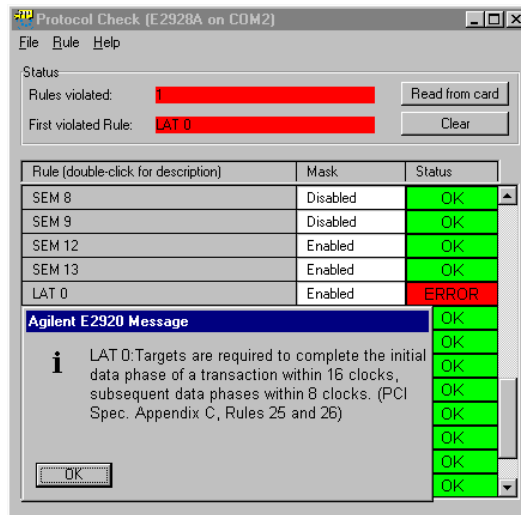 Protocol Check (E2928A on COM2)
File Rule Help
Status
Rules violated: 1 Read from card
First violated Rule: LAT 0 Clear
Rule (double-click for description) Mask Status
SEM 8 Disabled OK
SEM 9 Disabled OK
SEM 12 Enabled OK
SEM 13 Enabled OK
LAT 0 Enabled ERROR
Agilent E2920 Message OK
OK
LAT 0:Targets are required to complete the initial OK
data phase of a transaction within 16 clocks, OK
subsequent data phases within 8 clocks. (PCI OK
Spec. Appendix C, Rules 25 and 26) OK
OK
OK OK